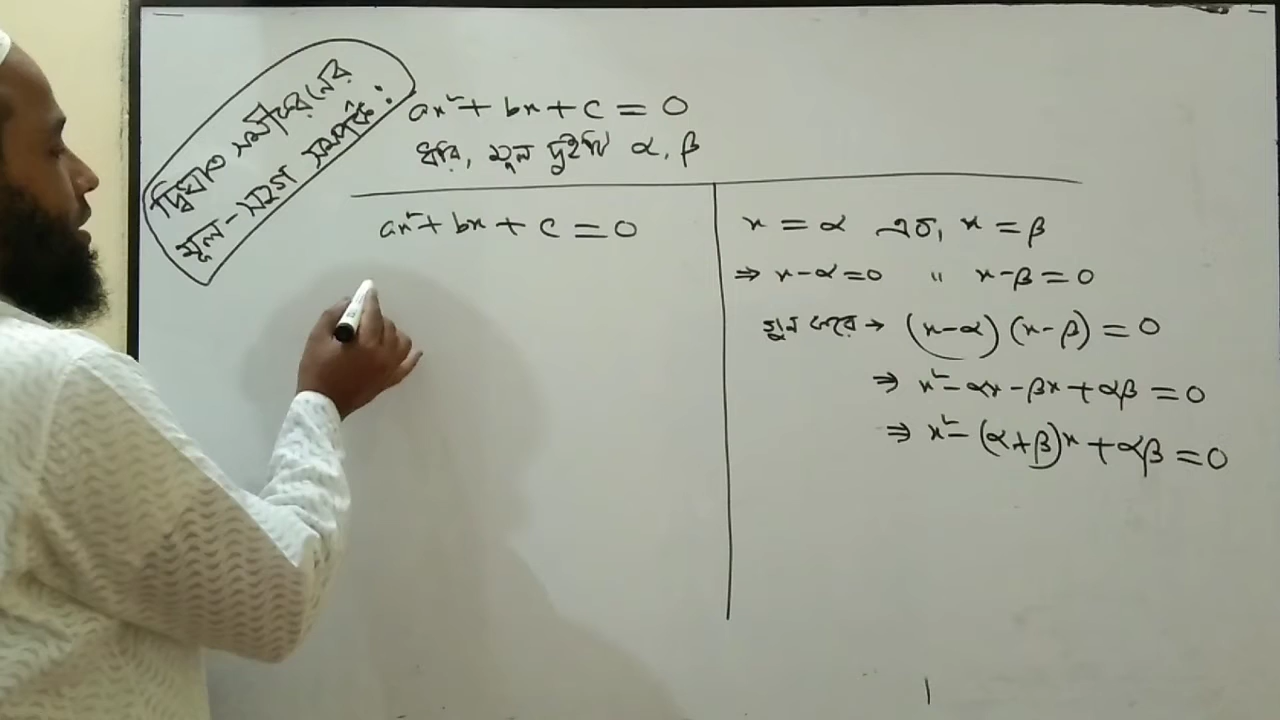 দ্বিঘাত সমীকরনের
মূল-সহগ সম্পর্ক:
ax² + bx + c = 0
ধরি, মূল দুইটি α, β
ax² + bx + c = 0
x = α এবং, x = β
⇒ x-α=0 " x-β=0
গুন করে → (x-α) (x-β) = 0
⇒ x² - αx - βx + αβ = 0
⇒ x² - (α+β)x + αβ = 0